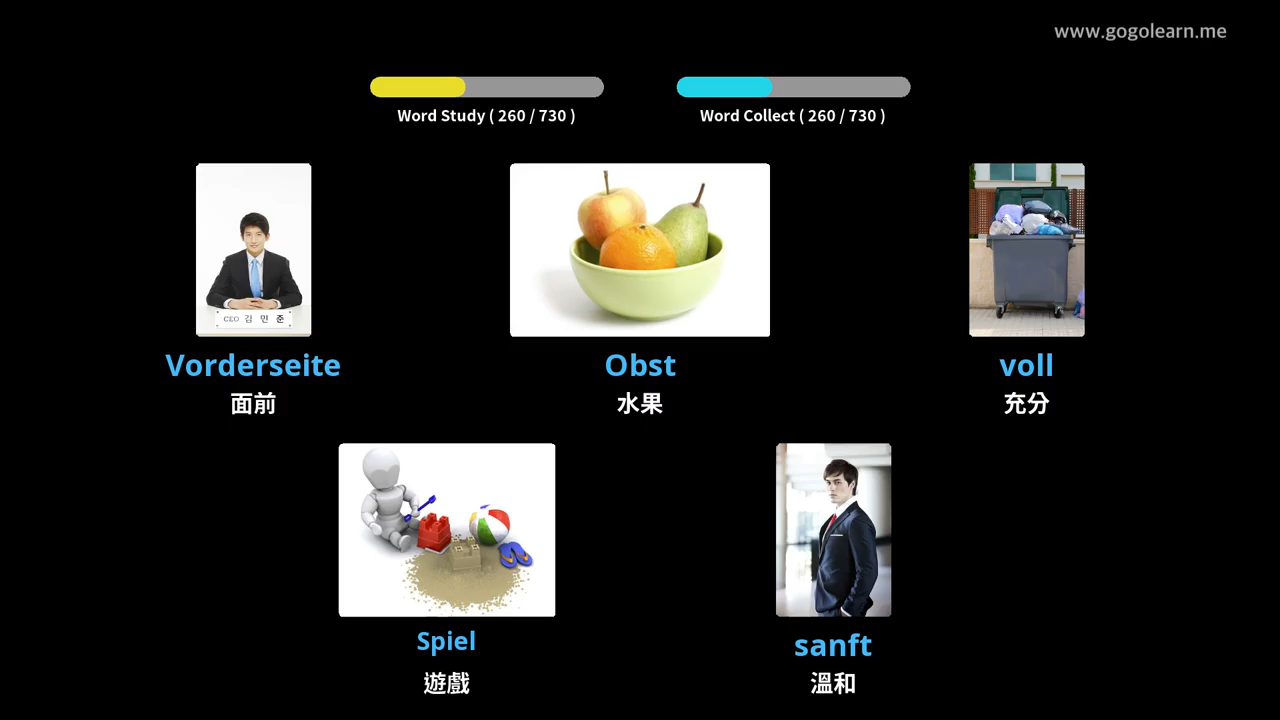 www.gogolearn.me
Word Study ( 260 / 730 )
Word Collect ( 260 / 730 )
CEO 김 민 준
Vorderseite
面前
Obst
水果
voll
充分
Spiel
遊戲
sanft
溫和